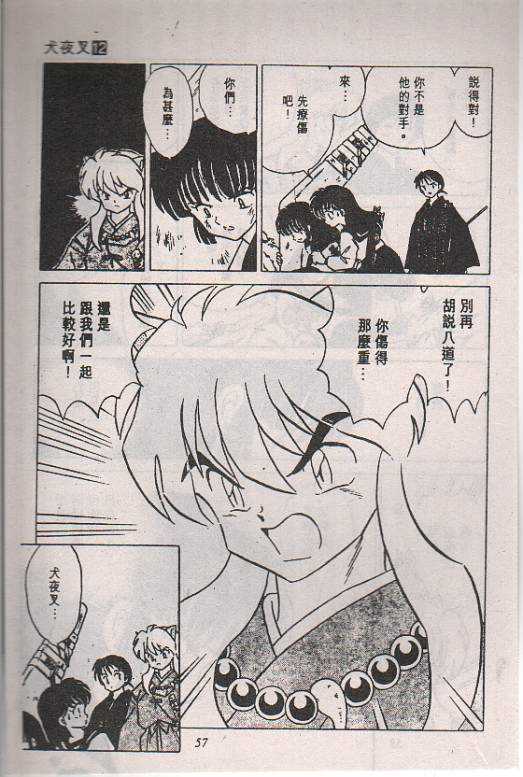 犬夜叉12
說得對！
你不是
他的對手。
來…
先療傷
吧！
你們…
為甚麼…
別再
胡說八道了！
你傷得
那麼重…
還是
跟我們一起
比較好啊！
犬夜叉…
57